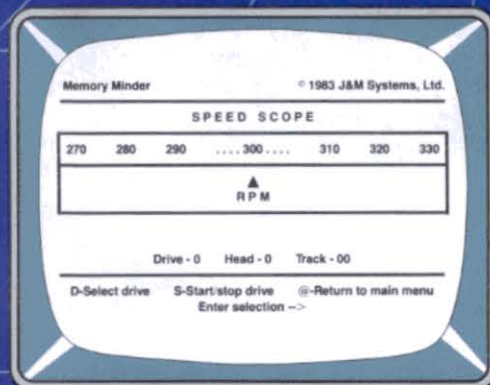 Memory Minder © 1983 J&M Systems, Ltd.
SPEED SCOPE
270 280 290 ....300.... 310 320 330
▲
RPM
Drive - 0 Head - 0 Track - 00
D-Select drive S-Start/stop drive @-Return to main menu
Enter selection -->